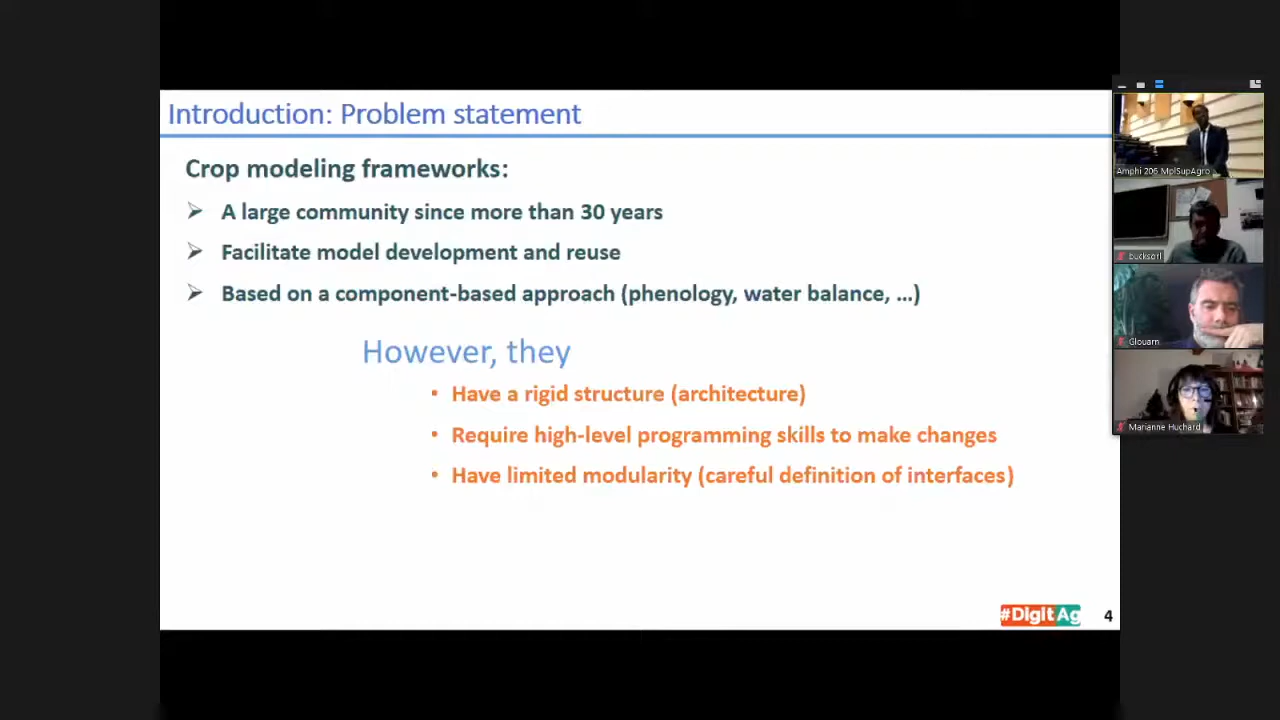 Introduction: Problem statement
Crop modeling frameworks:
➢ A large community since more than 30 years
➢ Facilitate model development and reuse
➢ Based on a component-based approach (phenology, water balance, ...)
However, they
• Have a rigid structure (architecture)
• Require high-level programming skills to make changes
• Have limited modularity (careful definition of interfaces)
#DigitAg
4
Amphi 206 MplSupAgro
bucksorl
Glouarn
Marianne Huchard